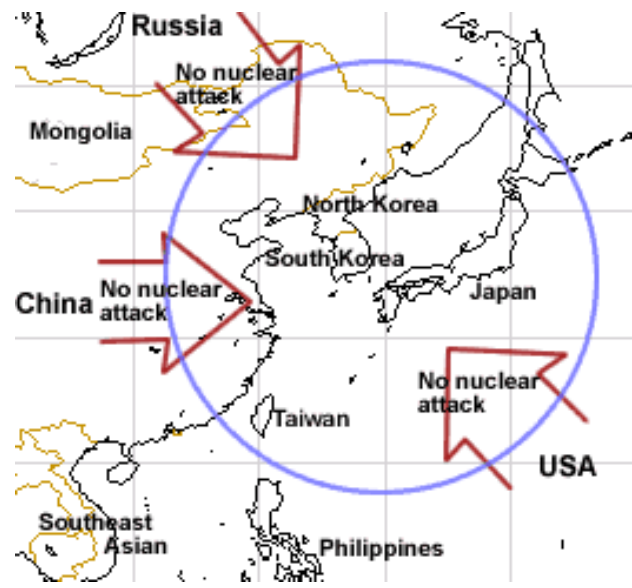 Russia
No nuclear
attack
Mongolia
North Korea
South Korea
China
No nuclear
attack
Japan
No nuclear
attack
Taiwan
USA
Southeast
Asian
Philippines